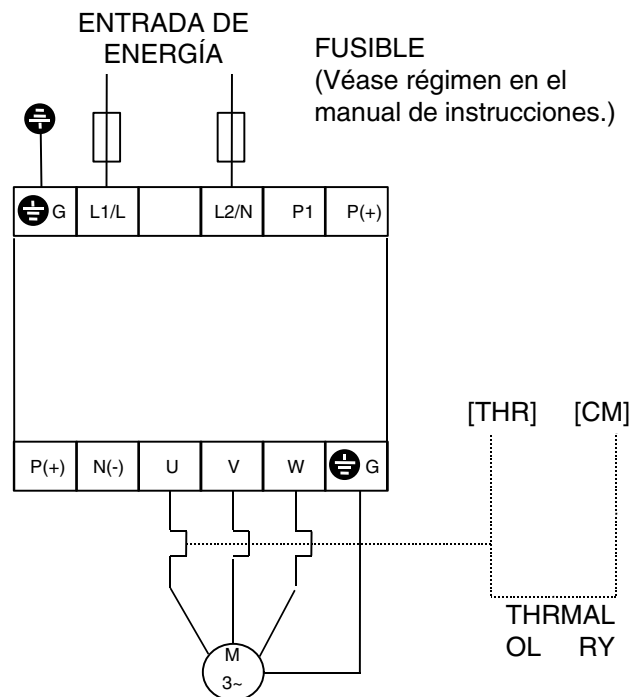 ENTRADA DE
ENERGÍA
FUSIBLE
(Véase régimen en el
manual de instrucciones.)
G L1/L L2/N P1 P(+)
[THR] [CM]
P(+) N(-) U V W G
THRMAL
OL RY
M
3~